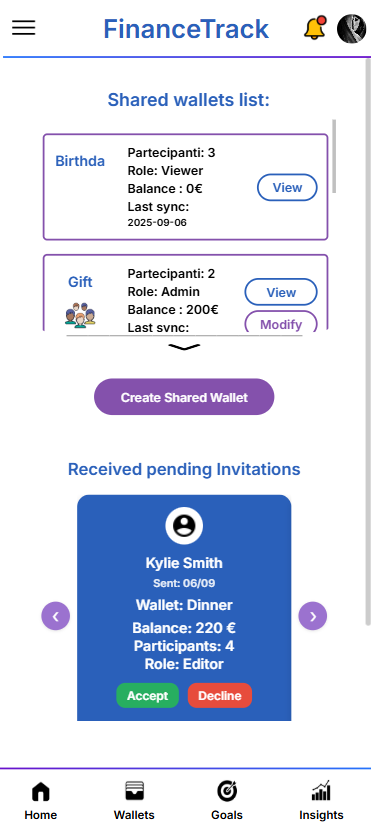 FinanceTrack
Shared wallets list:
Birthda
Partecipanti: 3
Role: Viewer
Balance : 0€
Last sync:
2025-09-06
View
Gift
Partecipanti: 2
Role: Admin
Balance : 200€
Last sync:
View
Modify
Create Shared Wallet
Received pending Invitations
Kylie Smith
Sent: 06/09
Wallet: Dinner
Balance: 220 €
Participants: 4
Role: Editor
Accept Decline
Home Wallets Goals Insights